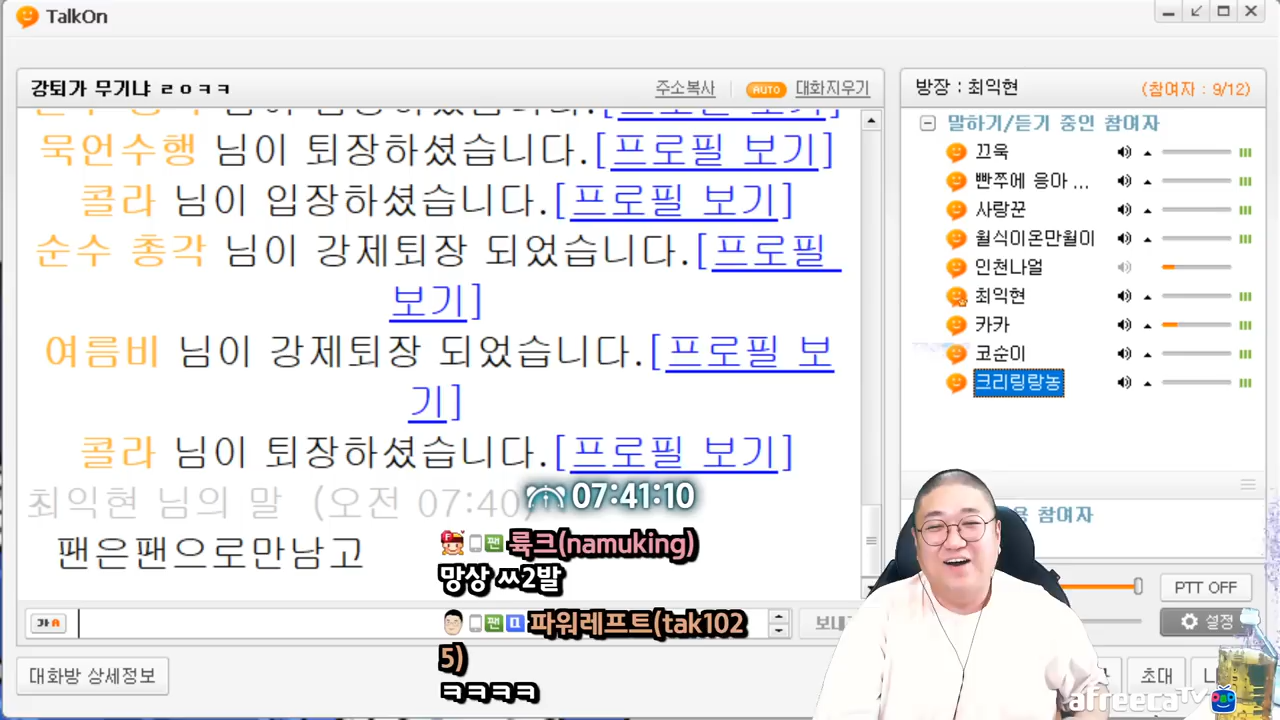 TalkOn
강퇴가 무기냐 ㄹㅇㅋㅋ
주소복사
AUTO
대화지우기
묵언수행 님이 퇴장하셨습니다.[프로필 보기]
콜라 님이 입장하셨습니다.[프로필 보기]
순수 총각 님이 강제퇴장 되었습니다.[프로필
보기]
여름비 님이 강제퇴장 되었습니다.[프로필 보
기]
콜라 님이 퇴장하셨습니다.[프로필 보기]
최익현 님의 말 (오전 07:40)
팬은팬으로만남고
07:41:10
팬 륙크(namuking)
망상 ㅆ2발
팬 파워레프트(tak102
5)
ㅋㅋㅋㅋ
가
대화방 상세정보
방장 : 최익현
(참여자 : 9/12)
말하기/듣기 중인 참여자
끄욱
빤쭈에 응아 ...
사랑꾼
월식이온만월이
인천나얼
최익현
카카
코순이
크리링랑농
참여자
PTT OFF
설정
초대
afreecaTV